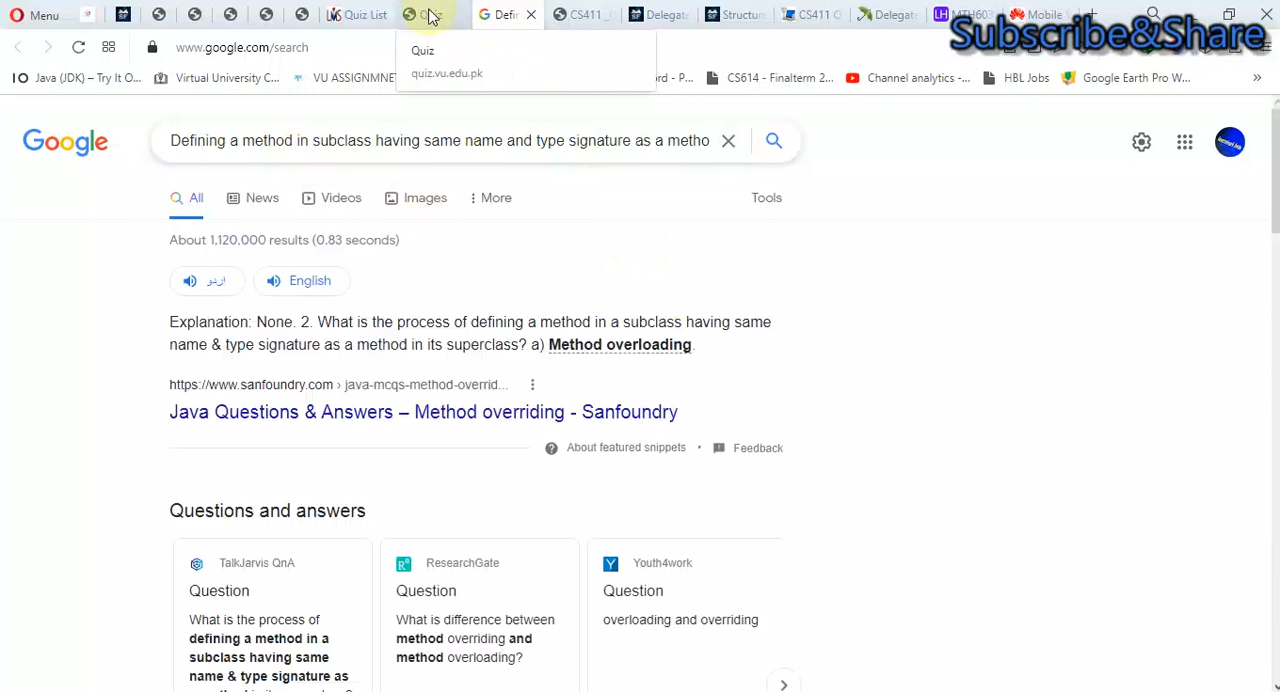 Menu
Quiz List
Defin
CS411
Delegate
Structur
CS411 O
Delegate
LH MTH603
Mobile
Subscribe&Share
www.google.com/search
Quiz
quiz.vu.edu.pk
Java (JDK) – Try It O...
Virtual University C...
VU ASSIGNMNE
rd - P...
CS614 - Finalterm 2...
Channel analytics -...
HBL Jobs
Google Earth Pro W...
»
Google
Defining a method in subclass having same name and type signature as a metho
All
News
Videos
Images
More
Tools
About 1,120,000 results (0.83 seconds)
اردو
English
Explanation: None. 2. What is the process of defining a method in a subclass having same
name & type signature as a method in its superclass? a) Method overloading.
https://www.sanfoundry.com › java-mcqs-method-overrid...
Java Questions & Answers – Method overriding - Sanfoundry
About featured snippets • Feedback
Questions and answers
TalkJarvis QnA
Question
What is the process of
defining a method in a
subclass having same
name & type signature as
ResearchGate
Question
What is difference between
method overriding and
method overloading?
Youth4work
Question
overloading and overriding